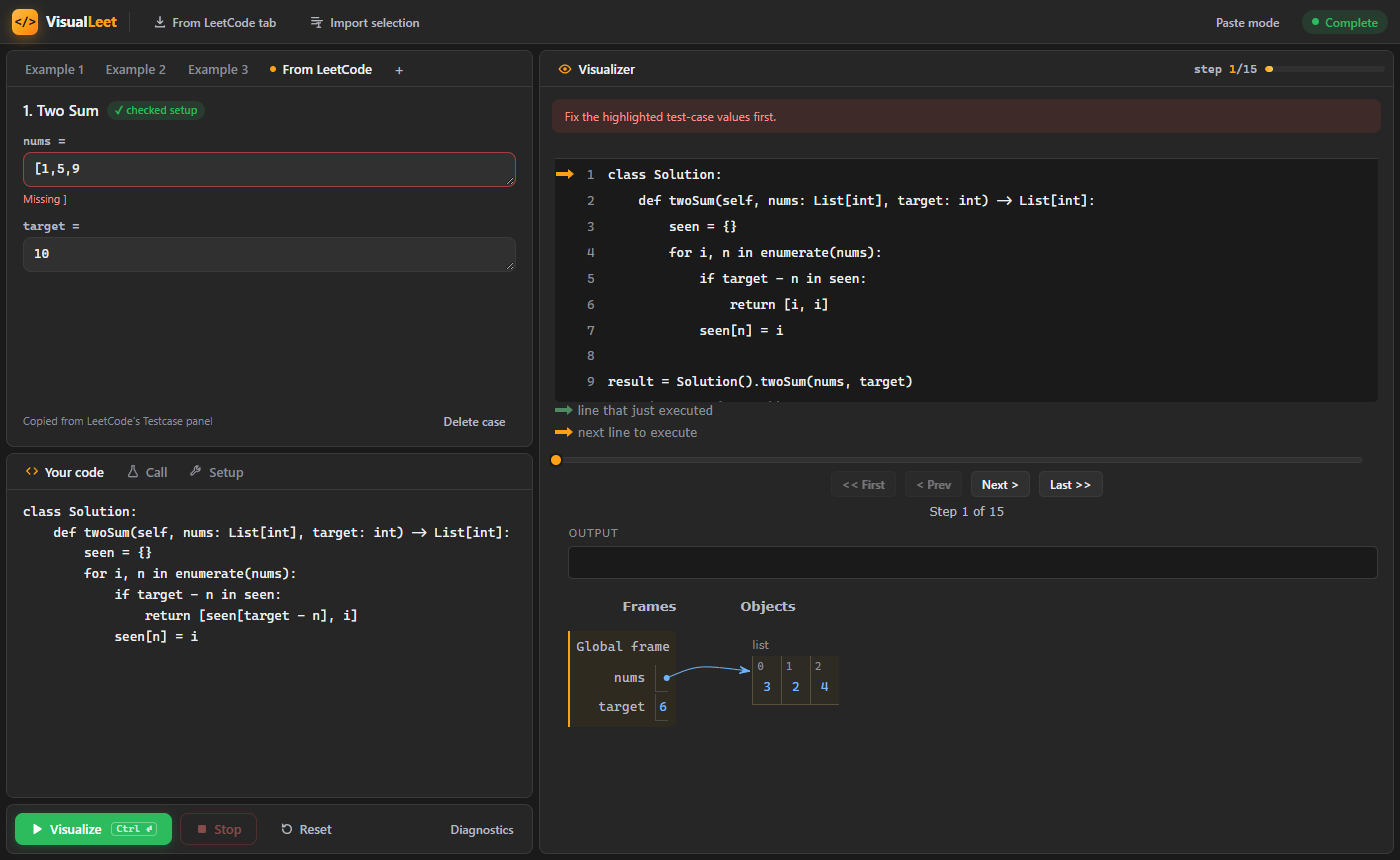 </> VisualLeet From LeetCode tab Import selection Paste mode Complete
Example 1 Example 2 Example 3 From LeetCode +
1. Two Sum ✓ checked setup
nums =
[1,5,9
Missing ]
target =
10
Copied from LeetCode's Testcase panel Delete case
Your code Call Setup
class Solution:
    def twoSum(self, nums: List[int], target: int) -> List[int]:
        seen = {}
        for i, n in enumerate(nums):
            if target - n in seen:
                return [seen[target - n], i]
            seen[n] = i
Visualize Ctrl ⏎ Stop Reset Diagnostics
Visualizer step 1/15
Fix the highlighted test-case values first.
1 class Solution:
2     def twoSum(self, nums: List[int], target: int) -> List[int]:
3         seen = {}
4         for i, n in enumerate(nums):
5             if target - n in seen:
6                 return [i, i]
7             seen[n] = i
8
9 result = Solution().twoSum(nums, target)
line that just executed
next line to execute
<< First < Prev Next > Last >>
Step 1 of 15
OUTPUT
Frames Objects
Global frame
nums
target 6
list
0 1 2
3 2 4